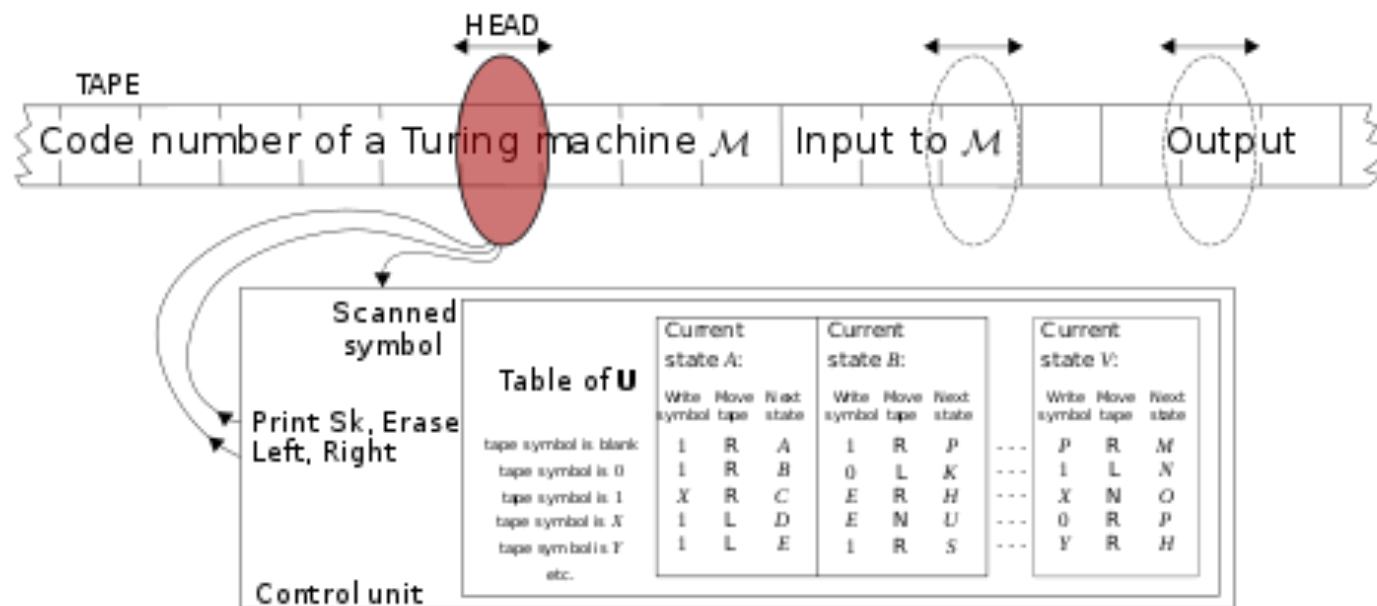 HEAD
TAPE
Code number of a Turing machine ℳ Input to ℳ Output
Scanned
symbol
Print Sk, Erase
Left, Right
Control unit
Table of U
Current Current Current
state A: state B: state V:
Write Move Next Write Move Next Write Move Next
symbol tape state symbol tape state symbol tape state
tape symbol is blank 1 R A 1 R P - - - - P R M
tape symbol is 0 1 R B 0 L K - - - 1 L N
tape symbol is 1 X R C E R H - - - X N O
tape symbol is X 1 L D E N U - - - - 0 R P
tape symbol is Y 1 L E 1 R S - - - - Y R H
etc.